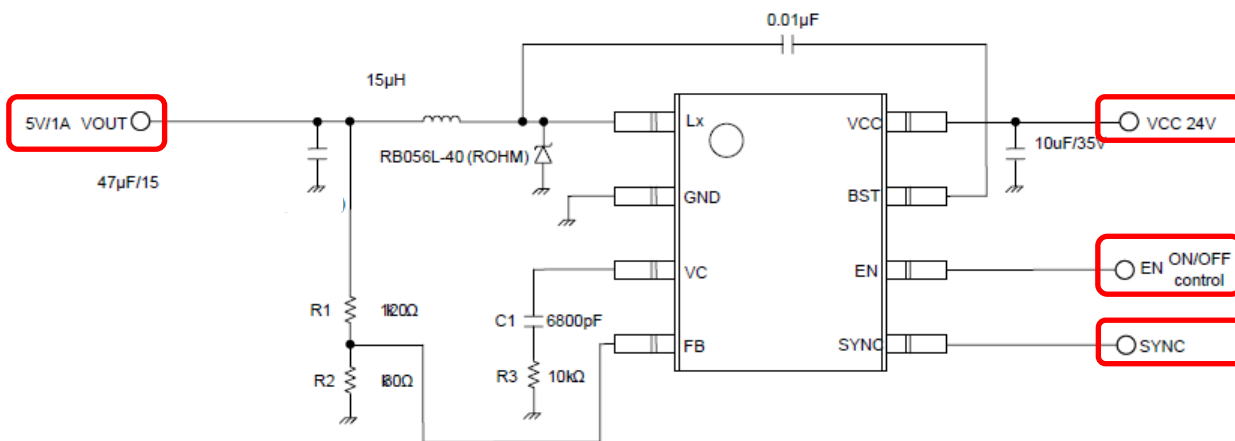 0.01µF
15µH
5V/1A VOUT
Lx
VCC
VCC 24V
RB056L-40 (ROHM)
10uF/35V
47µF/15
GND
BST
)
VC
EN
EN ON/OFF
control
R1
C1
6800pF
FB
SYNC
SYNC
R2
R3
10kΩ